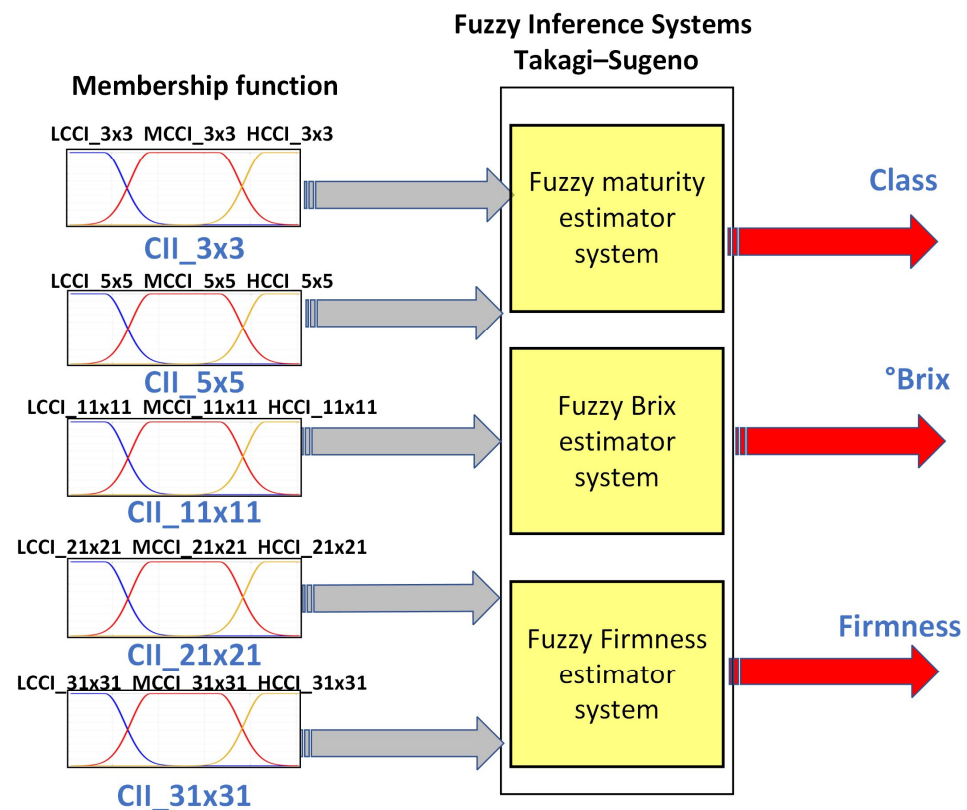 Fuzzy Inference Systems
Takagi–Sugeno
Membership function
LCCI_3x3 MCCI_3x3 HCCI_3x3
CII_3x3
LCCI_5x5 MCCI_5x5 HCCI_5x5
CII_5x5
LCCI_11x11 MCCI_11x11 HCCI_11x11
CII_11x11
LCCI_21x21 MCCI_21x21 HCCI_21x21
CII_21x21
LCCI_31x31 MCCI_31x31 HCCI_31x31
CII_31x31
Fuzzy maturity
estimator
system
Fuzzy Brix
estimator
system
Fuzzy Firmness
estimator
system
Class
°Brix
Firmness